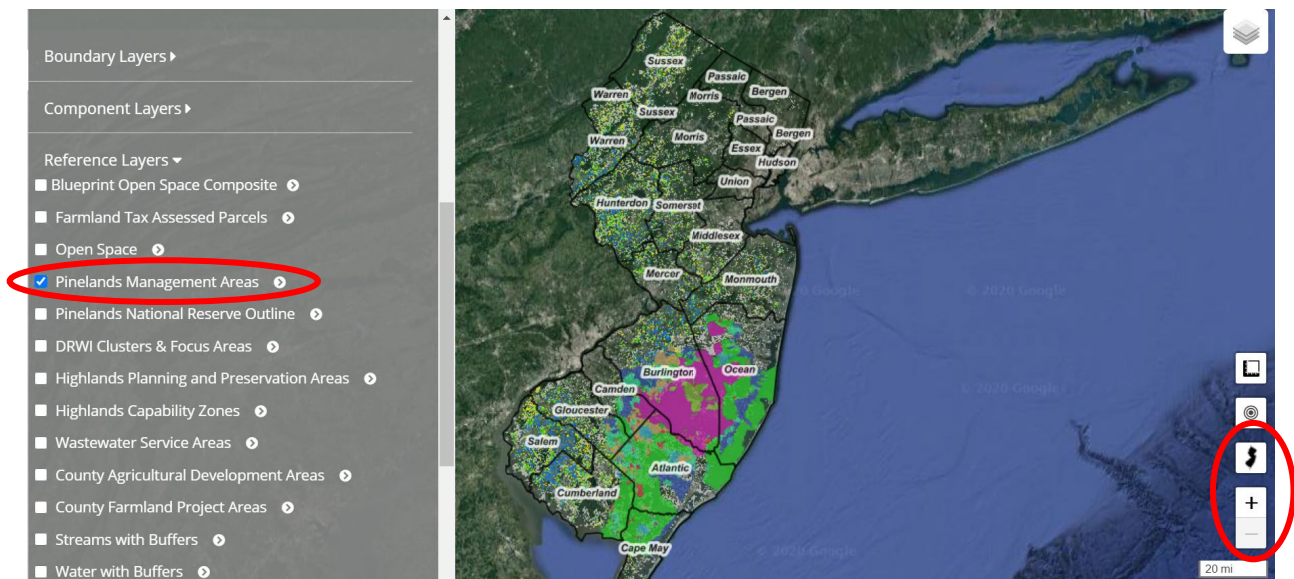 Boundary Layers
Component Layers
Reference Layers
Blueprint Open Space Composite
Farmland Tax Assessed Parcels
Open Space
Pinelands Management Areas
Pinelands National Reserve Outline
DRWI Clusters & Focus Areas
Highlands Planning and Preservation Areas
Highlands Capability Zones
Wastewater Service Areas
County Agricultural Development Areas
County Farmland Project Areas
Streams with Buffers
Water with Buffers
Sussex
Passaic
Warren
Morris
Bergen
Sussex
Passaic
Warren
Morris
Bergen
Essex
Hudson
Union
Hunterdon
Somerset
Middlesex
Mercer
Monmouth
© 2020 Google
© 2020 Google
Burlington
Ocean
Camden
© 2020 Google
Gloucester
Salem
Atlantic
Cumberland
Cape May
© 2020 Google
+
−
20 mi